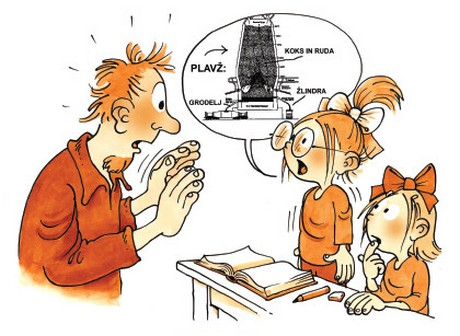 PLAVŽ:
KOKS IN RUDA
ŽLINDRA
GRODELJ